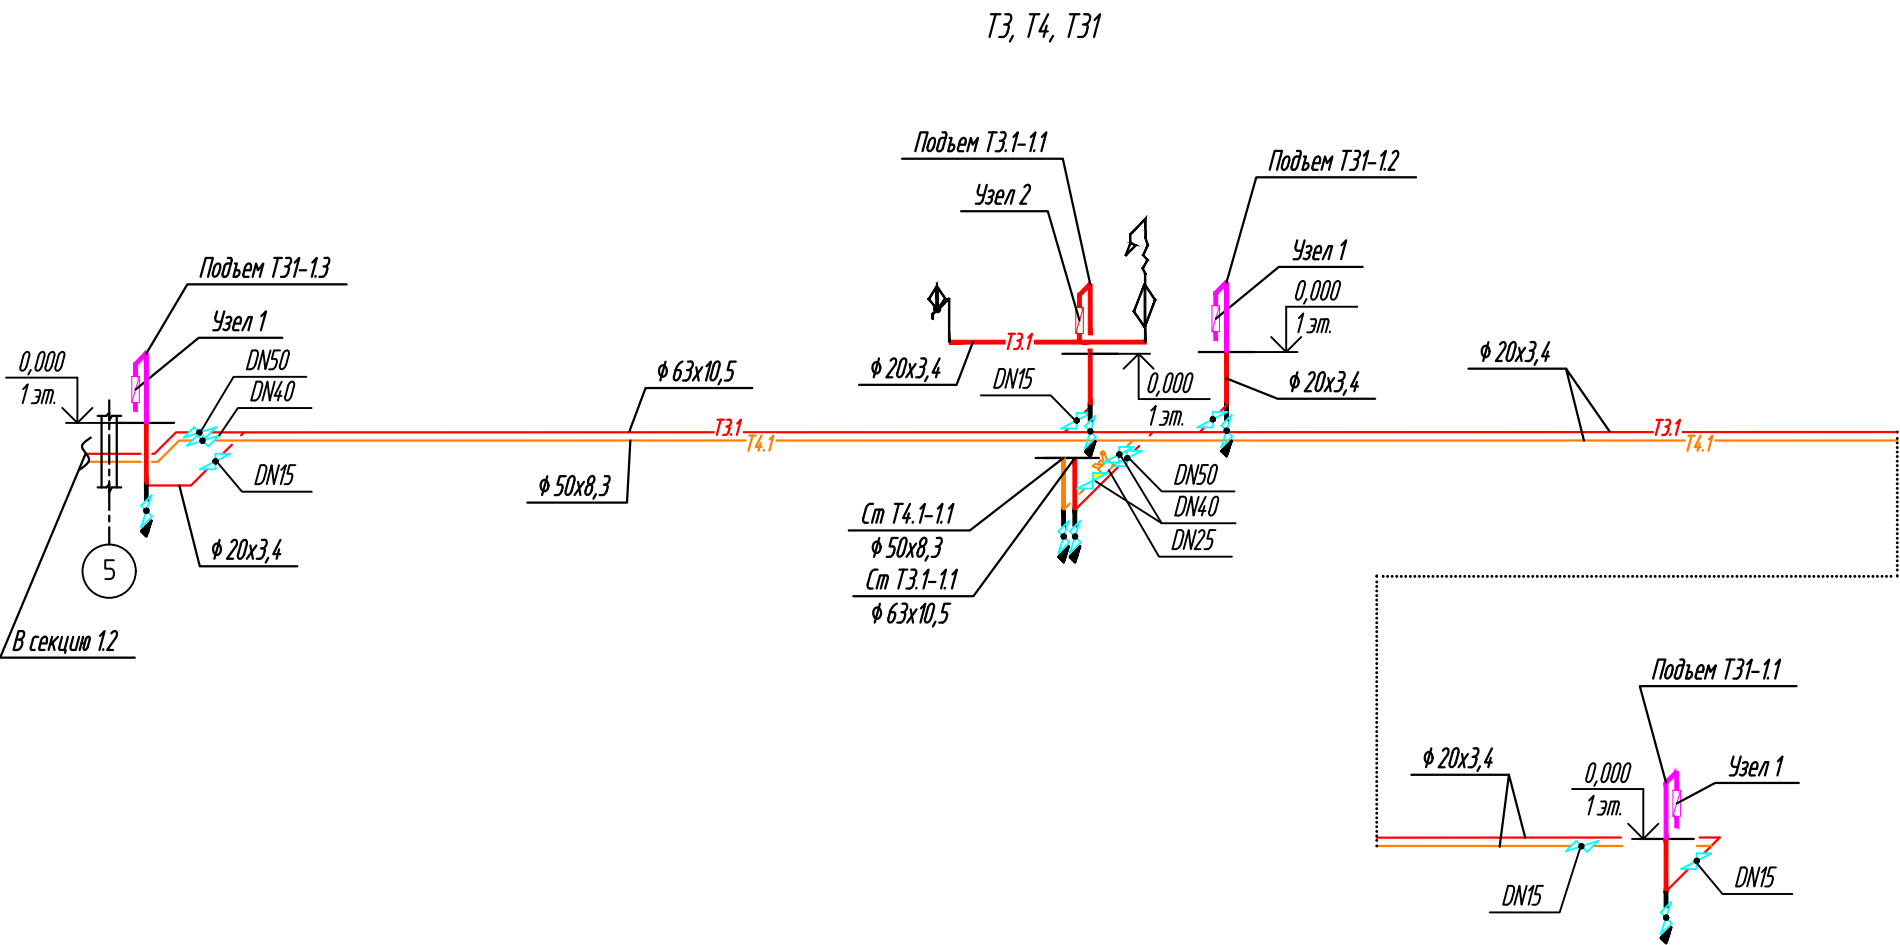 Т3, Т4, Т31
Подъем Т3.1-1.1
Подъем Т31-1.2
Узел 2
Узел 1
Подъем Т31-1.3
0,000
1 эт.
Узел 1
Т3.1
0,000
1 эт.
DN50
DN40
ϕ 63х10,5
ϕ 20х3,4
DN15
0,000
1 эт.
ϕ 20х3,4
ϕ 20х3,4
Т3.1
Т4.1
Т3.1
Т4.1
DN15
ϕ 50х8,3
DN50
DN40
DN25
Ст Т4.1-1.1
ϕ 50х8,3
Ст Т3.1-1.1
ϕ 63х10,5
ϕ 20х3,4
5
В секцию 1.2
Подъем Т31-1.1
ϕ 20х3,4
0,000
1 эт.
Узел 1
DN15
DN15